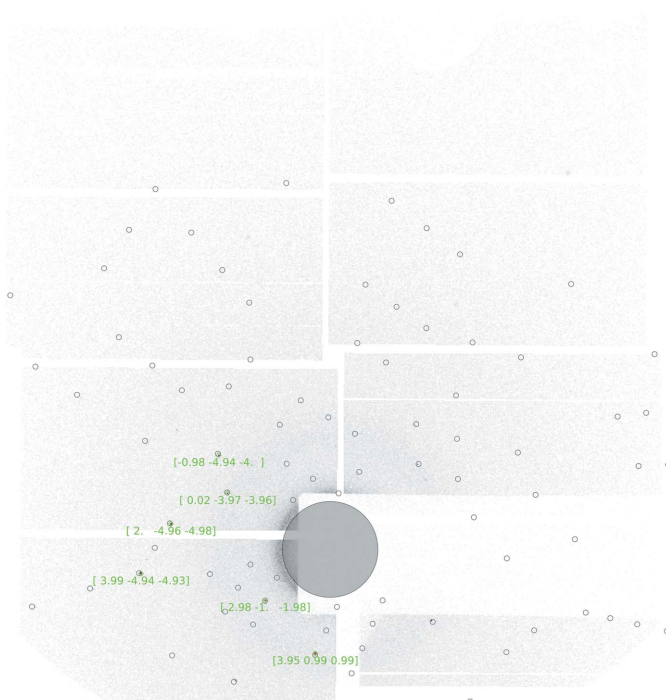 [-0.98 -4.94 -4. ]
[ 0.02 -3.97 -3.96]
[ 2. -4.96 -4.98]
[ 3.99 -4.94 -4.93]
[2.98 -1. -1.98]
[3.95 0.99 0.99]